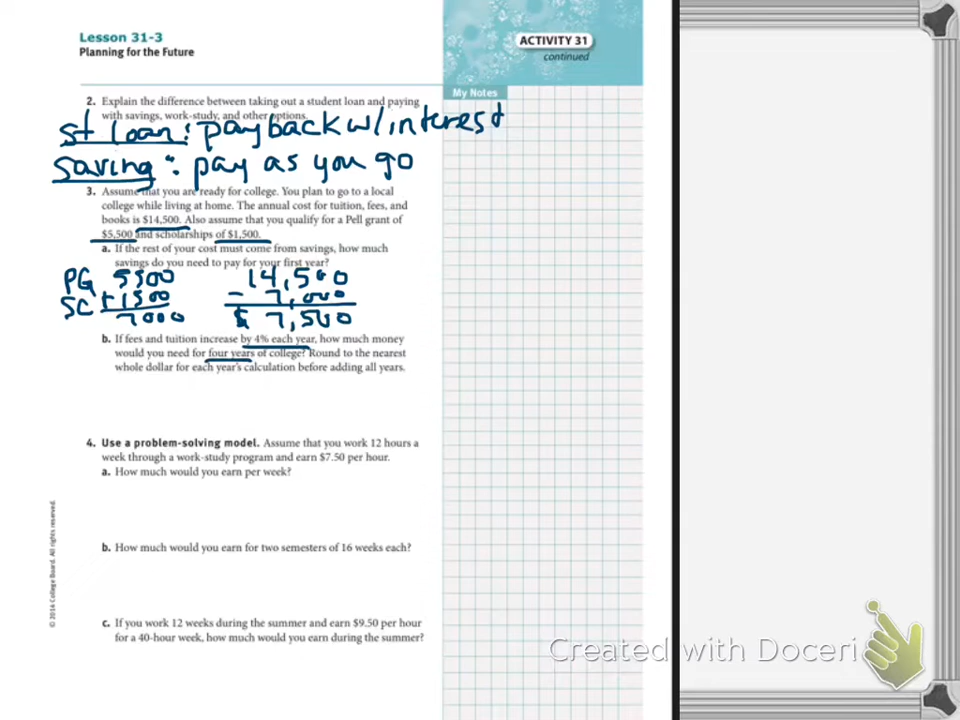 Lesson 31-3
Planning for the Future
ACTIVITY 31
continued
My Notes
2. Explain the difference between taking out a student loan and paying
with savings, work-study, and other options.
st loan: payback w/interest
saving: pay as you go
3. Assume that you are ready for college. You plan to go to a local
college while living at home. The annual cost for tuition, fees, and
books is $14,500. Also assume that you qualify for a Pell grant of
$5,500 and scholarships of $1,500.
a. If the rest of your cost must come from savings, how much
savings do you need to pay for your first year?
PG 5500 14,500
SC +1500 - 7,000
7000 $ 7,500
b. If fees and tuition increase by 4% each year, how much money
would you need for four years of college? Round to the nearest
whole dollar for each year's calculation before adding all years.
4. Use a problem-solving model. Assume that you work 12 hours a
week through a work-study program and earn $7.50 per hour.
a. How much would you earn per week?
b. How much would you earn for two semesters of 16 weeks each?
c. If you work 12 weeks during the summer and earn $9.50 per hour
for a 40-hour week, how much would you earn during the summer?
© 2014 College Board. All rights reserved.
Created with Doceri